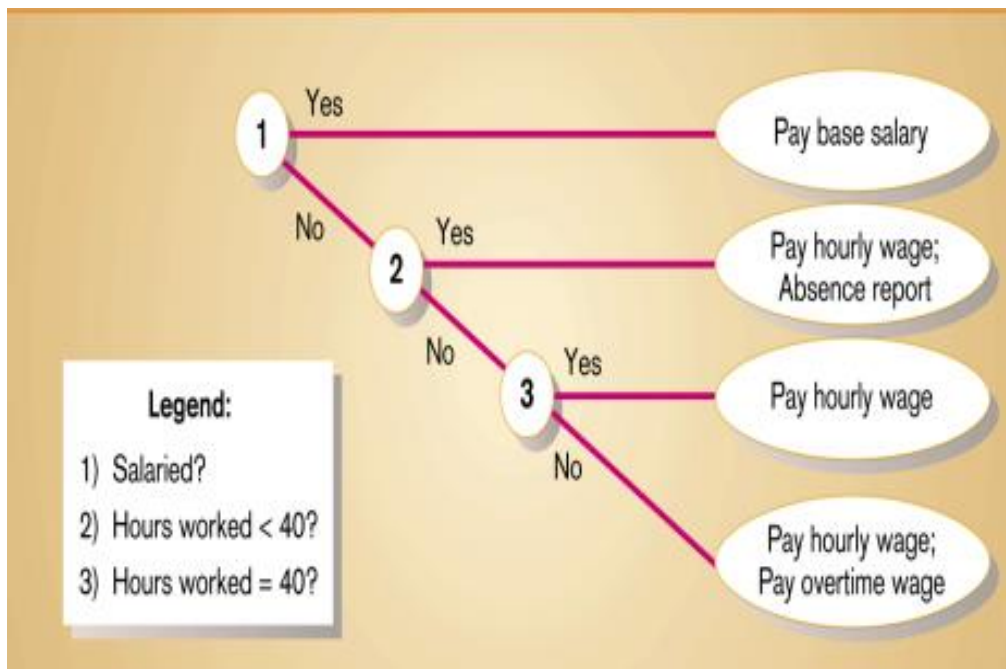 Yes
1
Pay base salary
No
Yes
2
Pay hourly wage;
Absence report
No
Yes
3
Pay hourly wage
No
Pay hourly wage;
Pay overtime wage
Legend:
1) Salaried?
2) Hours worked < 40?
3) Hours worked = 40?